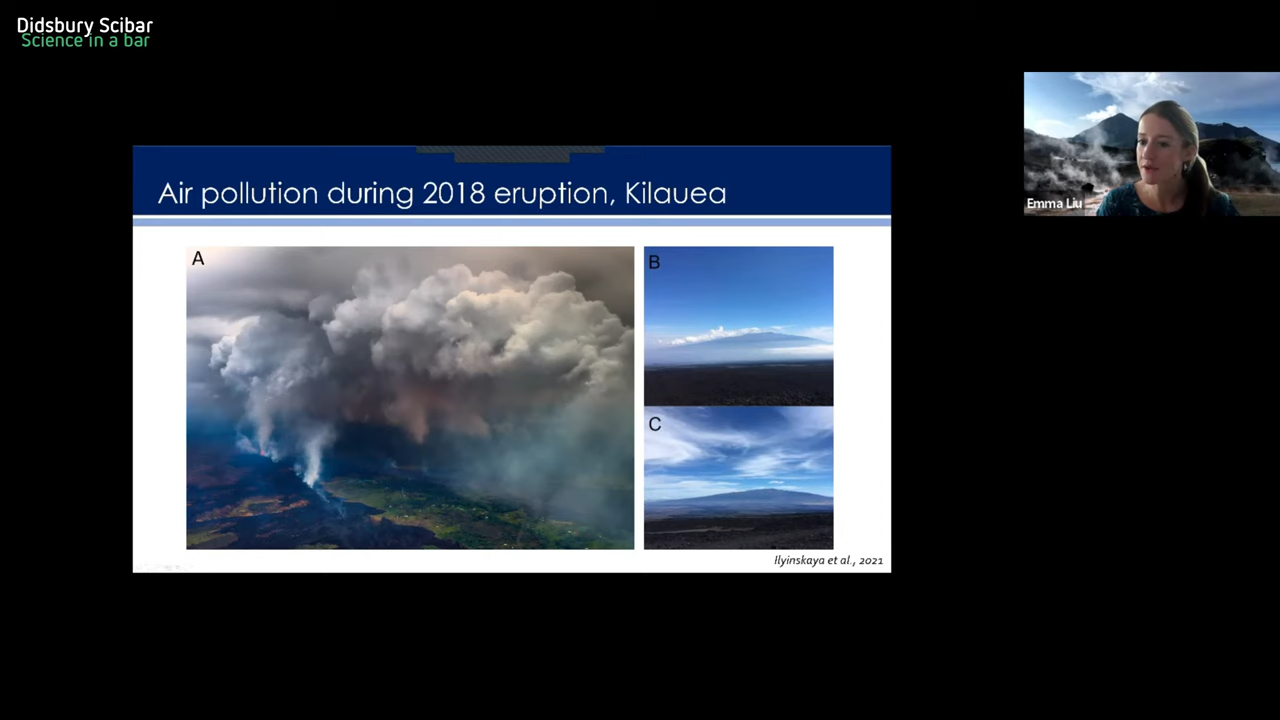 Didsbury Scibar
Science in a bar
Air pollution during 2018 eruption, Kilauea
A
B
C
Ilyinskaya et al., 2021
Emma Liu